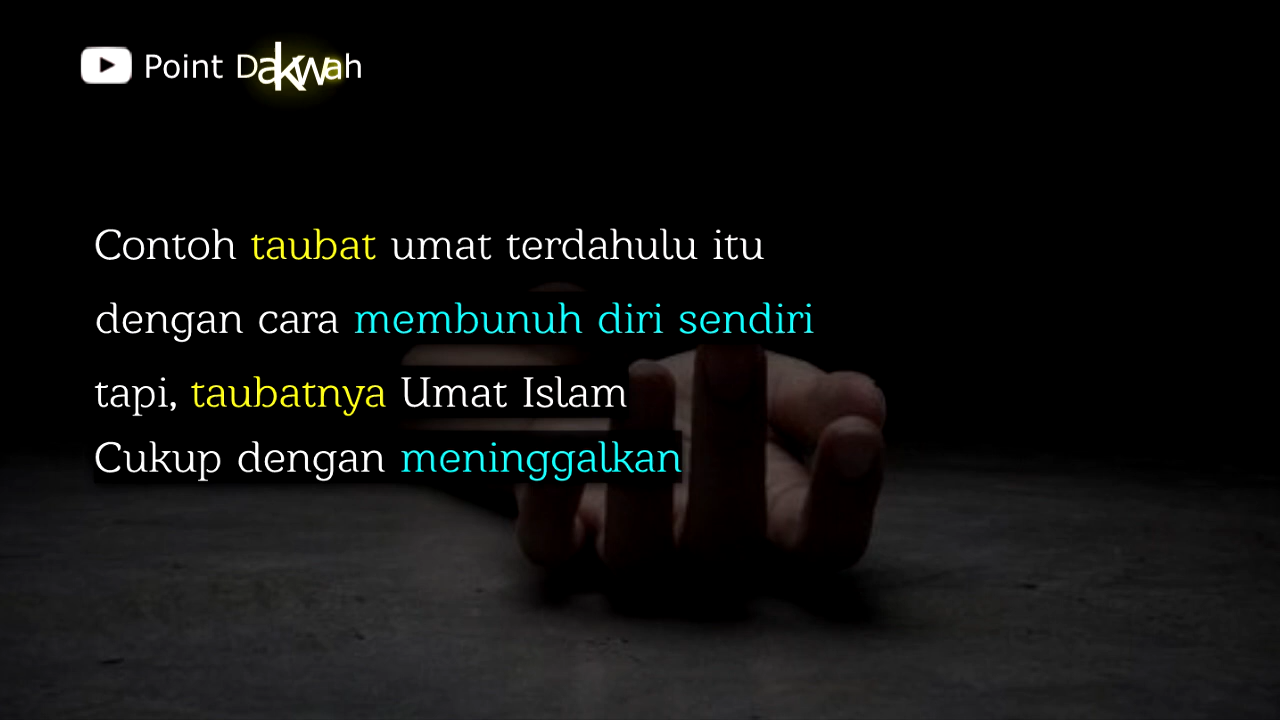 Point Dakwah
Contoh taubat umat terdahulu itu
dengan cara membunuh diri sendiri
tapi, taubatnya Umat Islam
Cukup dengan meninggalkan